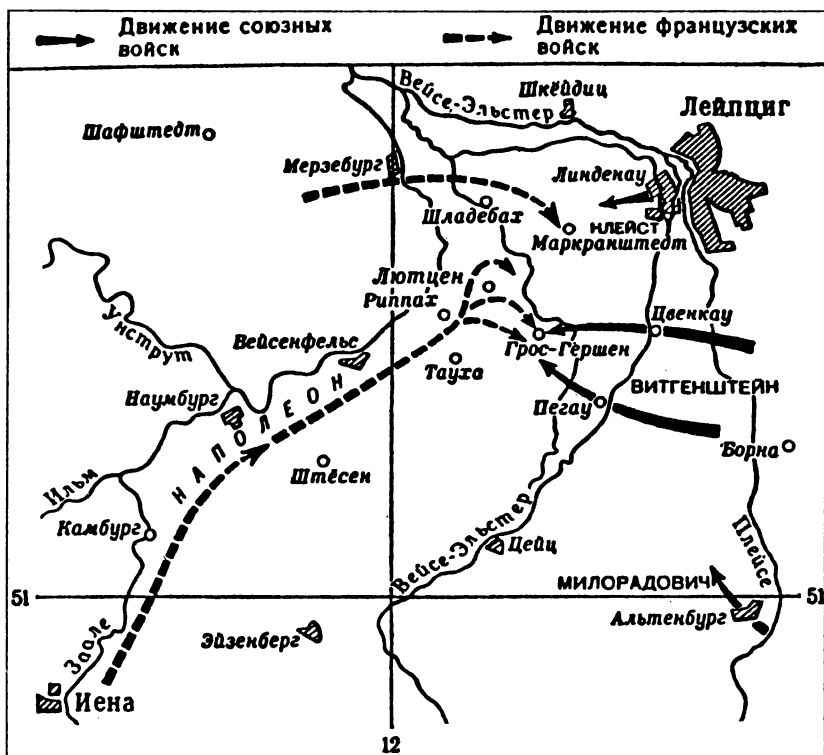 Движение союзных
войск
Движение французских
войск
Вейсе-Эльстер
Шкёйдиц
Лейпциг
Шафштедт
Мерзебург
Линденау
Шладебах
КЛЕЙСТ
Маркранштедт
Лютцен
Риппах
Цвенкау
Унструт
Вейсенфельс
Грос-Гершен
Тауха
ВИТГЕНШТЕЙН
Наумбург
НАПОЛЕОН
Пегау
Борна
Штёсен
Ильм
Камбург
Вейсе-Эльстер
Цейц
Плейсе
МИЛОРАДОВИЧ
51
51
Альтенбург
Заале
Эйзенберг
Иена
12